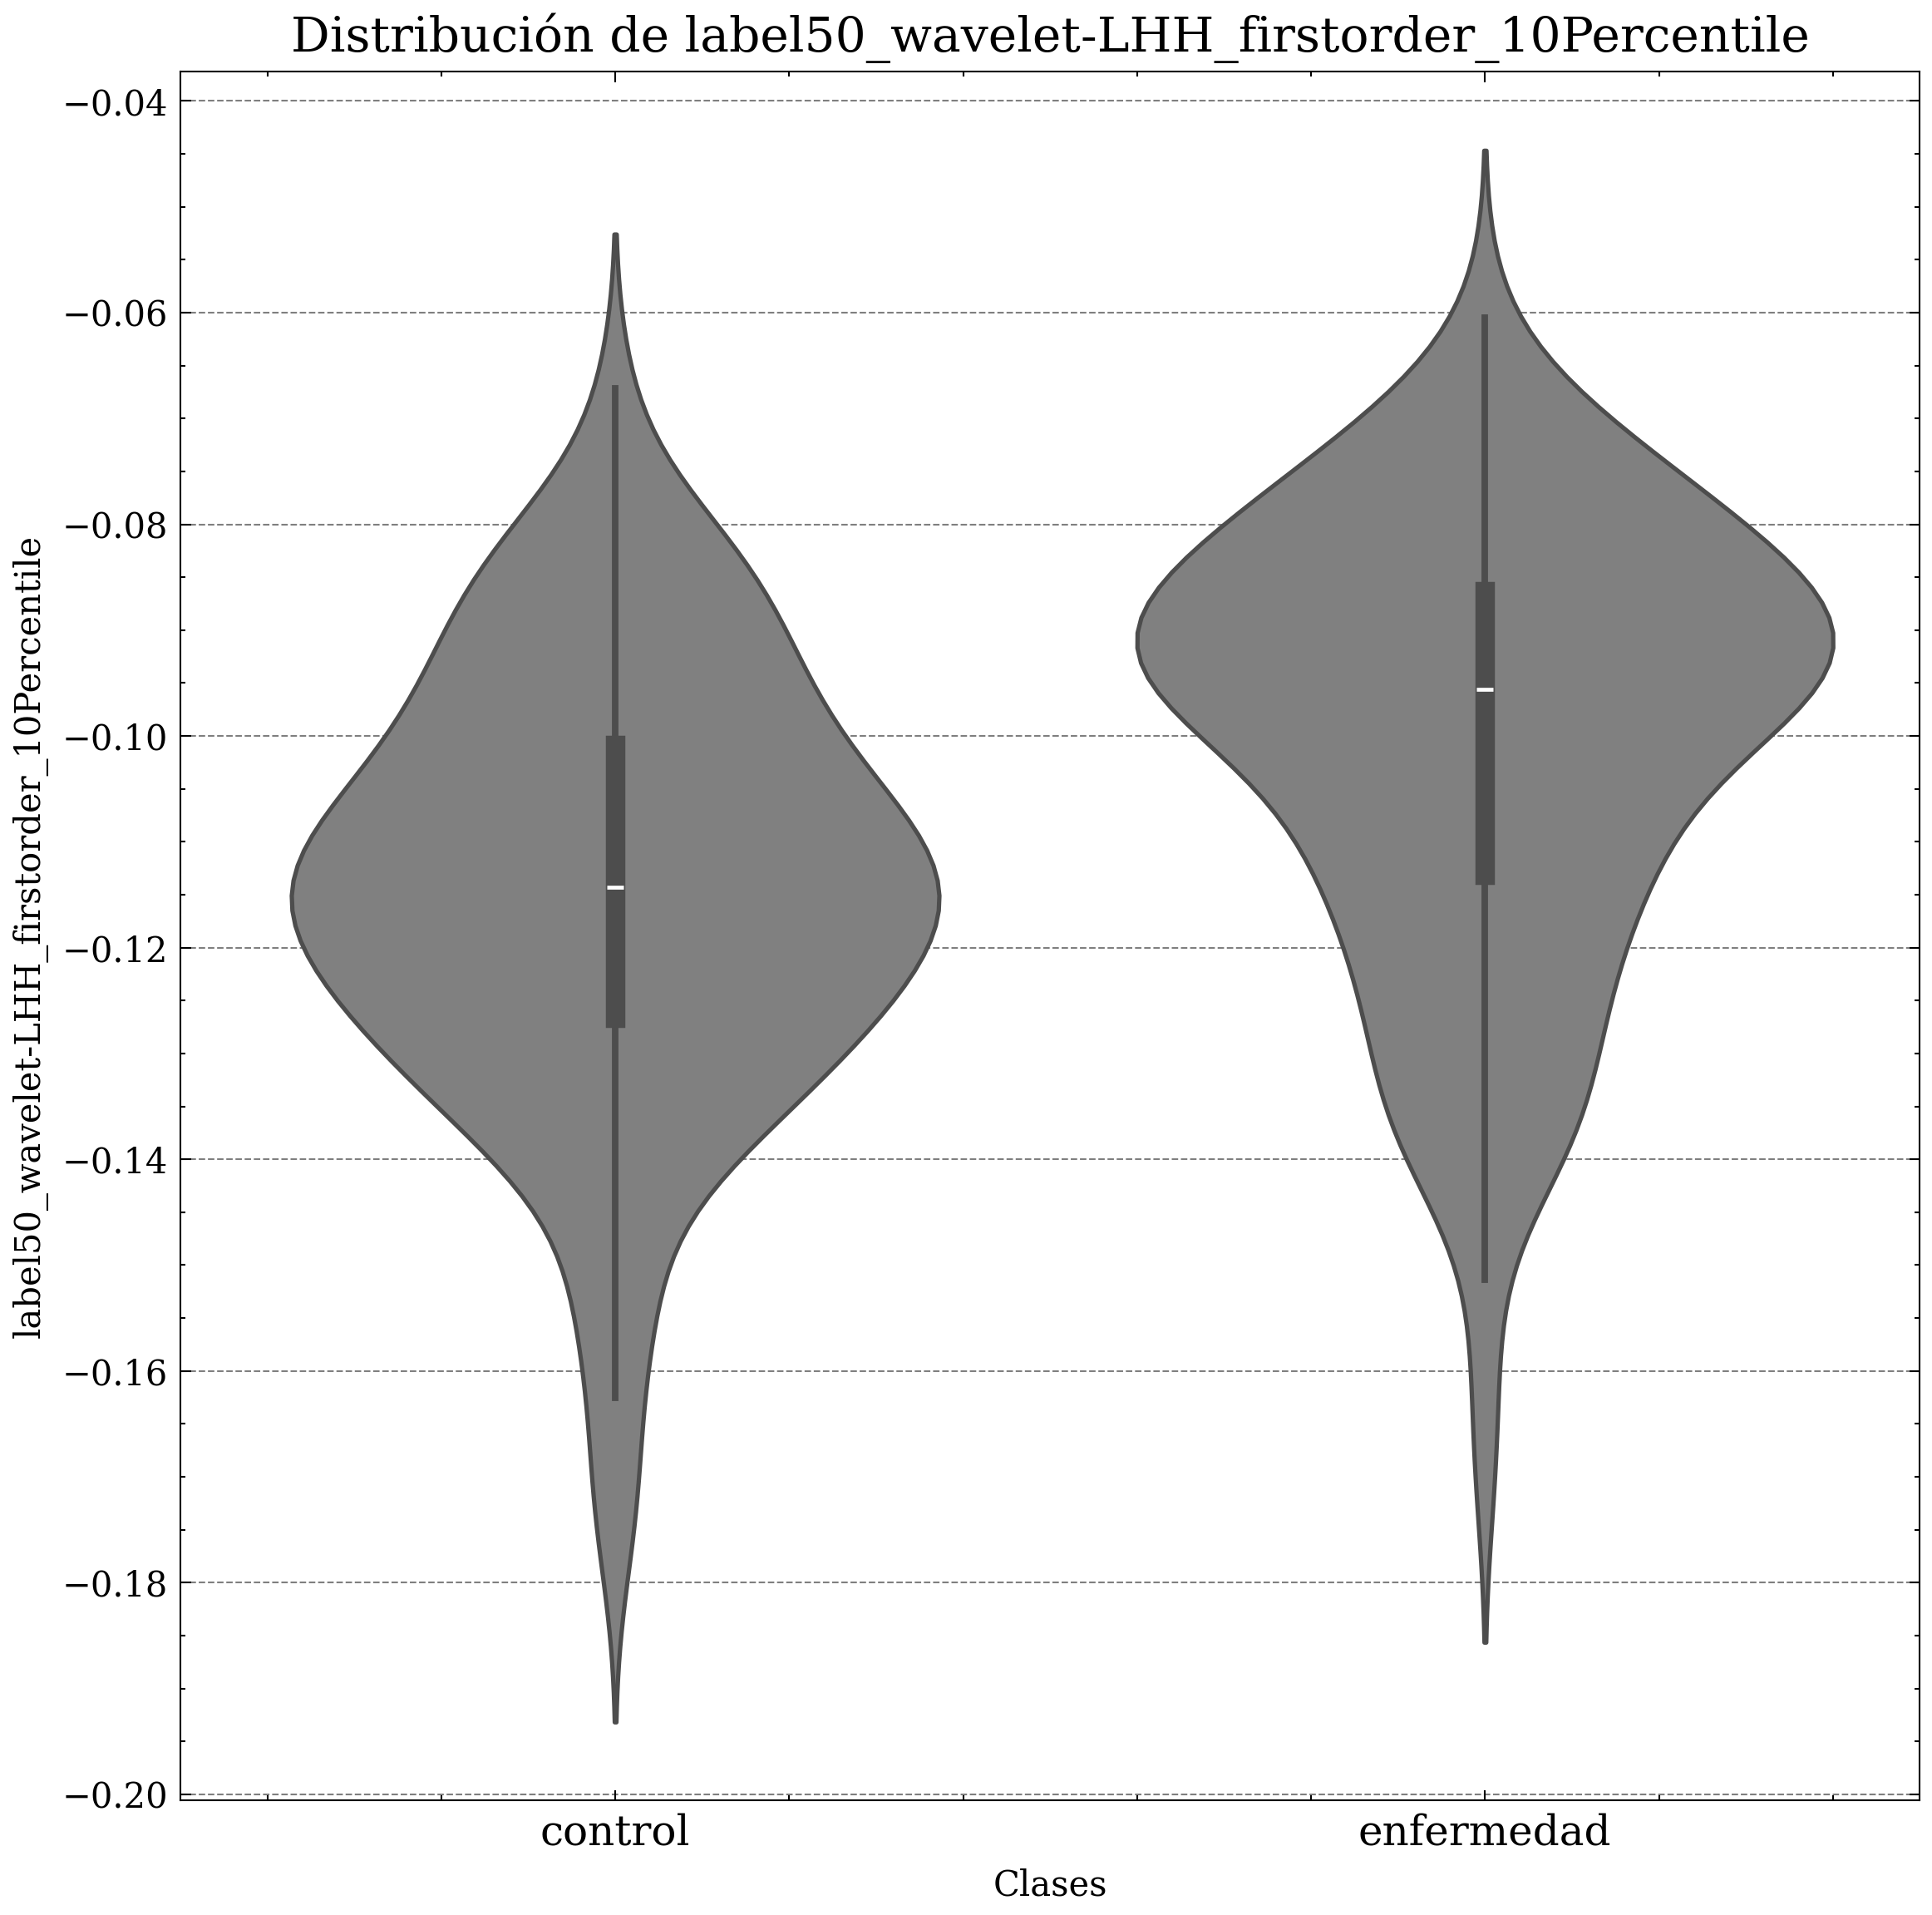 Distribución de label50_wavelet-LHH_firstorder_10Percentile
label50_wavelet-LHH_firstorder_10Percentile
−0.04
−0.06
−0.08
−0.10
−0.12
−0.14
−0.16
−0.18
−0.20
control
enfermedad
Clases